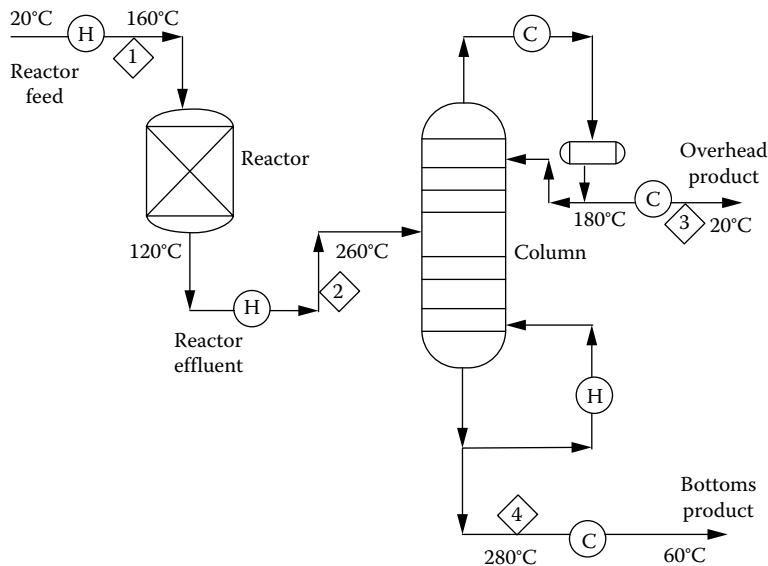 20°C
H
160°C
1
Reactor
feed
Reactor
120°C
H
2
260°C
Reactor
effluent
C
Column
Overhead
product
C
180°C
3
20°C
H
Bottoms
product
4
280°C
C
60°C